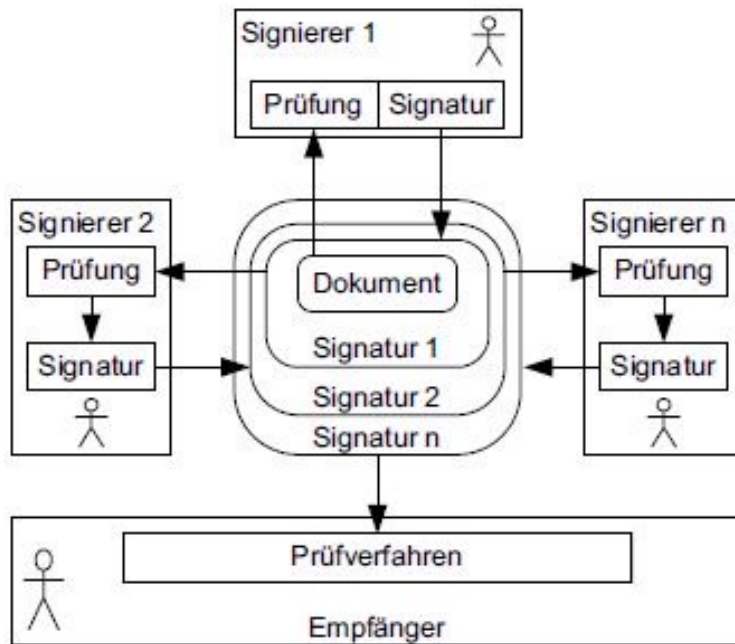 Signierer 1
Prüfung Signatur
Signierer 2
Prüfung
Signatur
Dokument
Signatur 1
Signatur 2
Signatur n
Signierer n
Prüfung
Signatur
Prüfverfahren
Empfänger